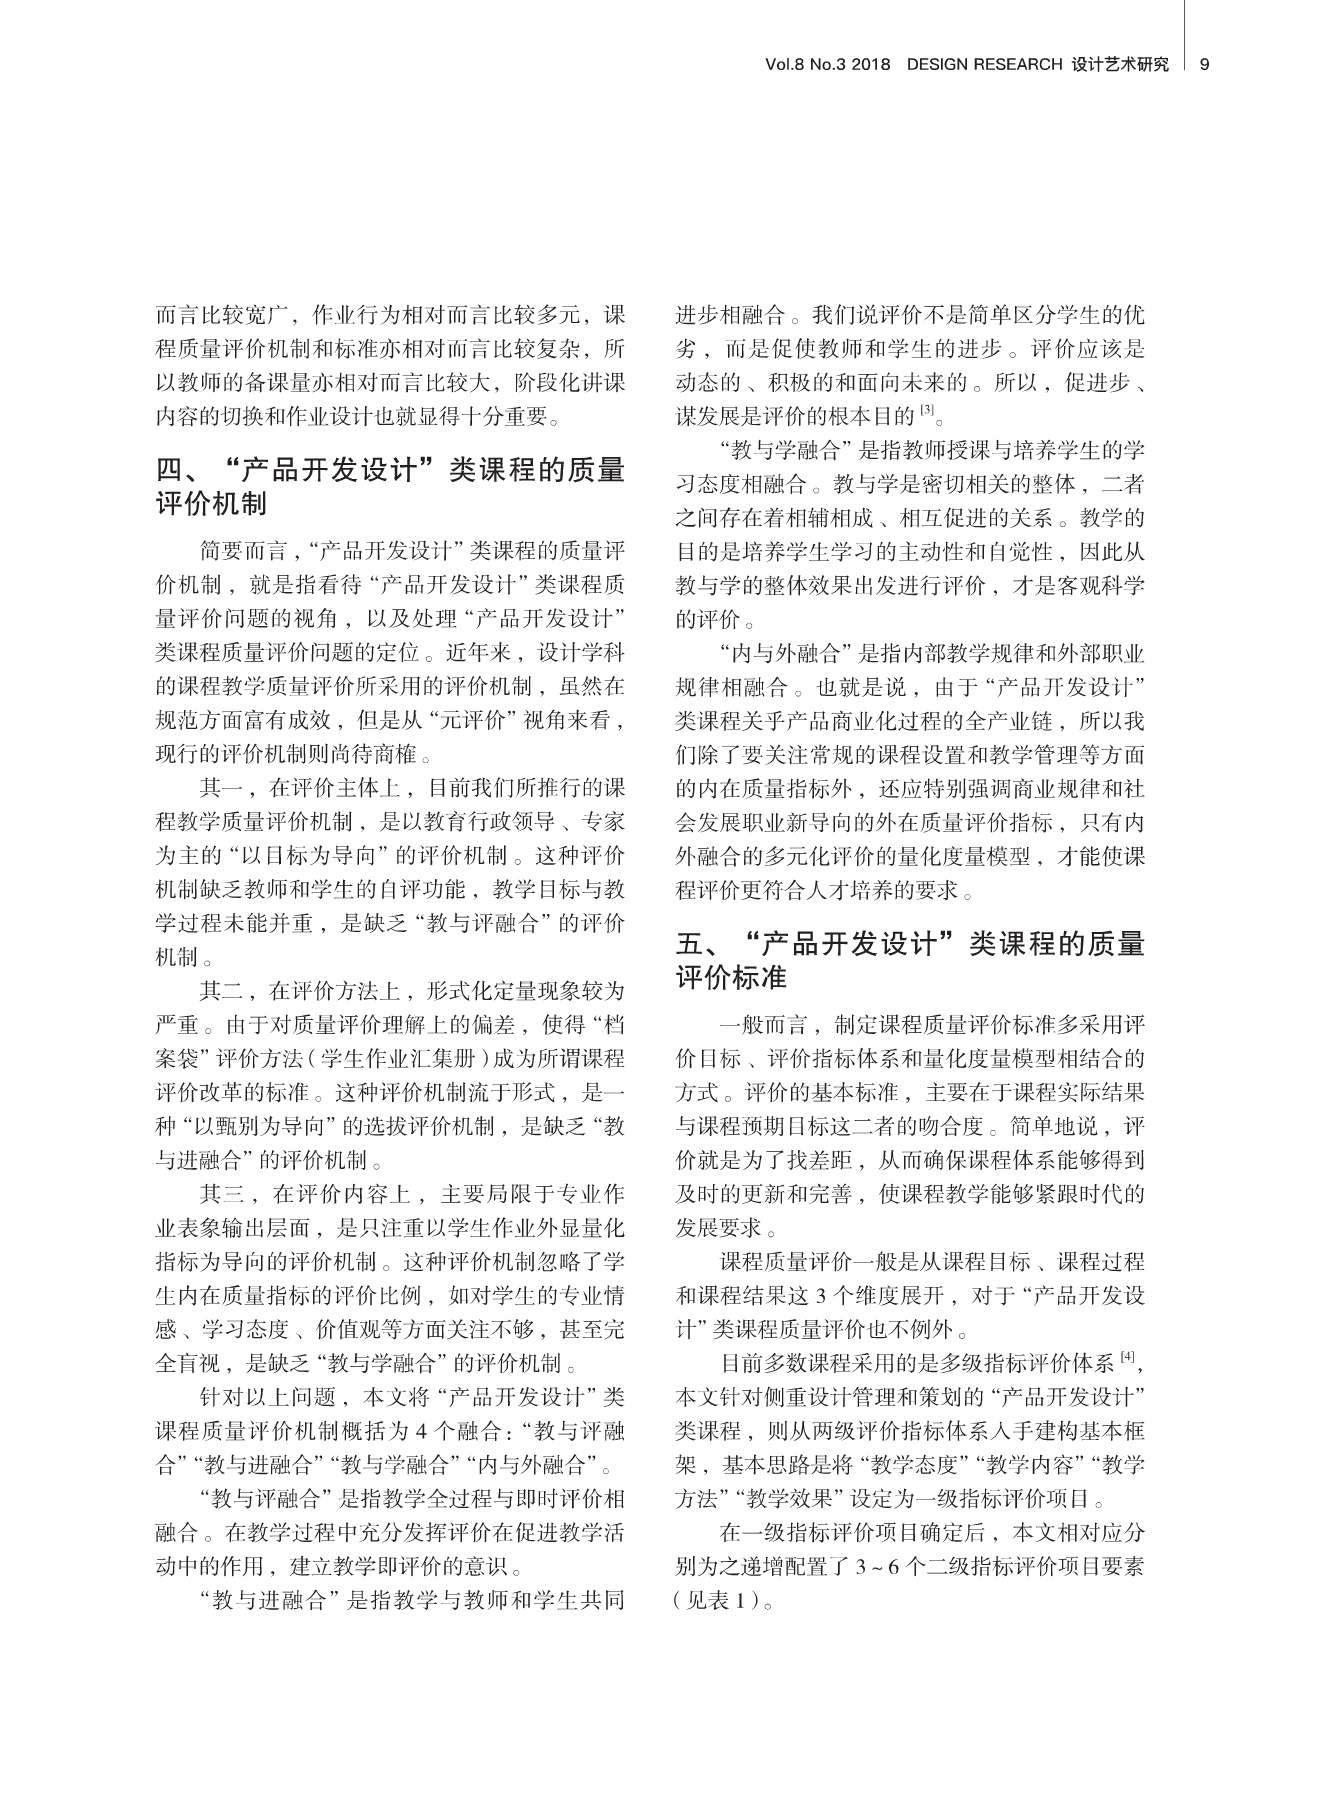 Vol.8 No.3 2018 DESIGN RESEARCH 设计艺术研究 9
而言比较宽广，作业行为相对而言比较多元，课
程质量评价机制和标准亦相对而言比较复杂，所
以教师的备课量亦相对而言比较大，阶段化讲课
内容的切换和作业设计也就显得十分重要。
四、“产品开发设计”类课程的质量
评价机制
简要而言，“产品开发设计”类课程的质量评
价机制，就是指看待“产品开发设计”类课程质
量评价问题的视角，以及处理“产品开发设计”
类课程质量评价问题的定位。近年来，设计学科
的课程教学质量评价所采用的评价机制，虽然在
规范方面富有成效，但是从“元评价”视角来看，
现行的评价机制则尚待商榷。
其一，在评价主体上，目前我们所推行的课
程教学质量评价机制，是以教育行政领导、专家
为主的“以目标为导向”的评价机制。这种评价
机制缺乏教师和学生的自评功能，教学目标与教
学过程未能并重，是缺乏“教与评融合”的评价
机制。
其二，在评价方法上，形式化定量现象较为
严重。由于对质量评价理解上的偏差，使得“档
案袋”评价方法（学生作业汇集册）成为所谓课程
评价改革的标准。这种评价机制流于形式，是一
种“以甄别为导向”的选拔评价机制，是缺乏“教
与进融合”的评价机制。
其三，在评价内容上，主要局限于专业作
业表象输出层面，是只注重以学生作业外显量化
指标为导向的评价机制。这种评价机制忽略了学
生内在质量指标的评价比例，如对学生的专业情
感、学习态度、价值观等方面关注不够，甚至完
全盲视，是缺乏“教与学融合”的评价机制。
针对以上问题，本文将“产品开发设计”类
课程质量评价机制概括为 4 个融合：“教与评融
合”“教与进融合”“教与学融合”“内与外融合”。
“教与评融合”是指教学全过程与即时评价相
融合。在教学过程中充分发挥评价在促进教学活
动中的作用，建立教学即评价的意识。
“教与进融合”是指教学与教师和学生共同
进步相融合。我们说评价不是简单区分学生的优
劣，而是促使教师和学生的进步。评价应该是
动态的、积极的和面向未来的。所以，促进步、
谋发展是评价的根本目的 [3]。
“教与学融合”是指教师授课与培养学生的学
习态度相融合。教与学是密切相关的整体，二者
之间存在着相辅相成、相互促进的关系。教学的
目的是培养学生学习的主动性和自觉性，因此从
教与学的整体效果出发进行评价，才是客观科学
的评价。
“内与外融合”是指内部教学规律和外部职业
规律相融合。也就是说，由于“产品开发设计”
类课程关乎产品商业化过程的全产业链，所以我
们除了要关注常规的课程设置和教学管理等方面
的内在质量指标外，还应特别强调商业规律和社
会发展职业新导向的外在质量评价指标，只有内
外融合的多元化评价的量化度量模型，才能使课
程评价更符合人才培养的要求。
五、“产品开发设计”类课程的质量
评价标准
一般而言，制定课程质量评价标准多采用评
价目标、评价指标体系和量化度量模型相结合的
方式。评价的基本标准，主要在于课程实际结果
与课程预期目标这二者的吻合度。简单地说，评
价就是为了找差距，从而确保课程体系能够得到
及时的更新和完善，使课程教学能够紧跟时代的
发展要求。
课程质量评价一般是从课程目标、课程过程
和课程结果这 3 个维度展开，对于“产品开发设
计”类课程质量评价也不例外。
目前多数课程采用的是多级指标评价体系 [4]，
本文针对侧重设计管理和策划的“产品开发设计”
类课程，则从两级评价指标体系入手建构基本框
架，基本思路是将“教学态度”“教学内容”“教学
方法”“教学效果”设定为一级指标评价项目。
在一级指标评价项目确定后，本文相对应分
别为之递增配置了 3 ~ 6 个二级指标评价项目要素
（见表 1）。